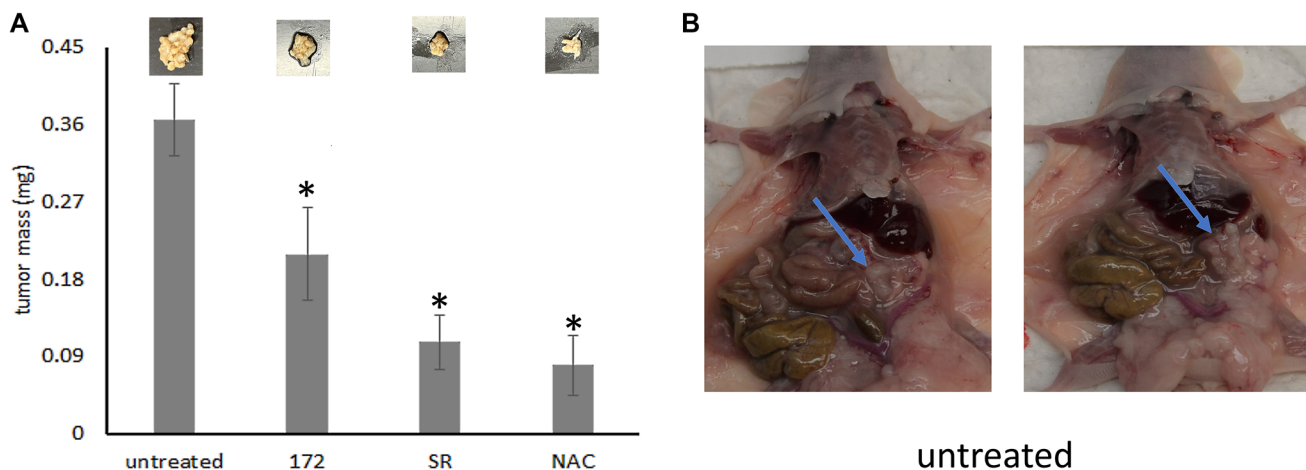 A
0.45
0.36
0.27
0.18
0.09
0
tumor mass (mg)
*
*
*
untreated 172 SR NAC
B
untreated